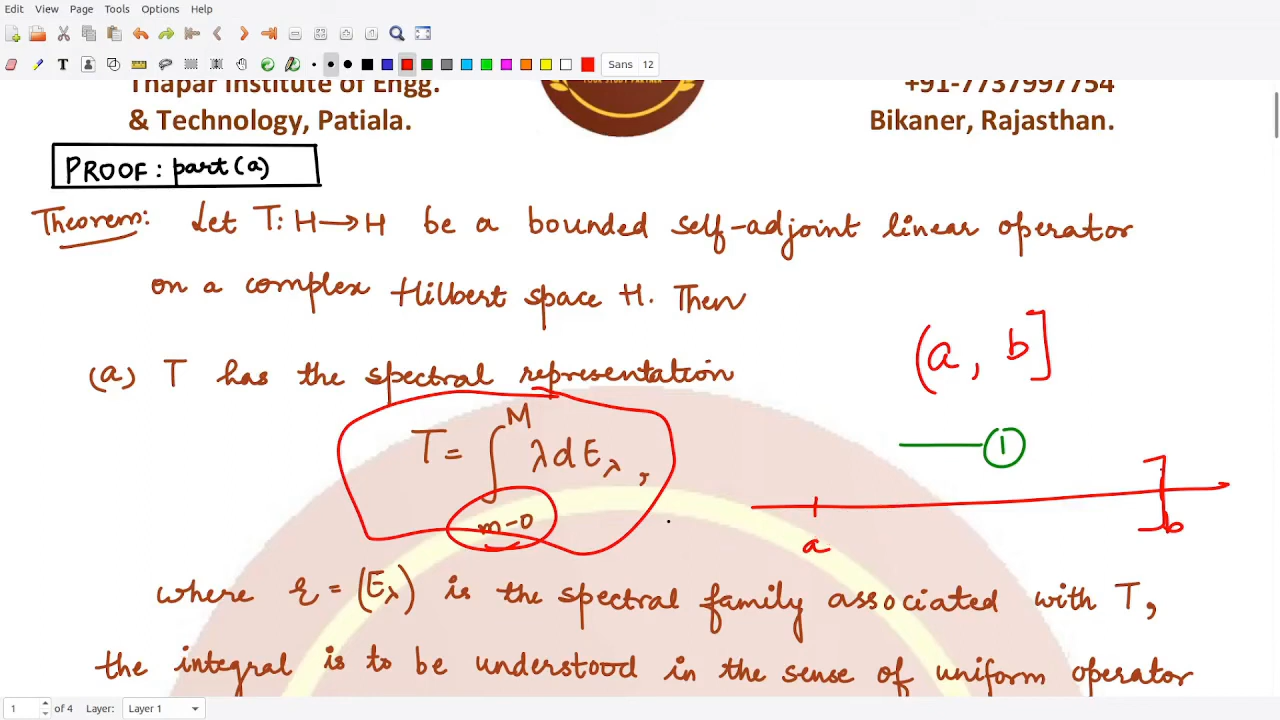 Edit View Page Tools Options Help
Sans 12
Thapar Institute of Engg.
& Technology, Patiala.
YOUR STUDY PARTNER
+91-7737997754
Bikaner, Rajasthan.
PROOF: part(a)
Theorem: Let T: H→H be a bounded self-adjoint linear operator
on a complex Hilbert space H. Then
(a, b]
(a) T has the spectral representation
T = ∫_{m-0}^{M} λ dE_λ , —①
a b
where ξ = (E_λ) is the spectral family associated with T,
the integral is to be understood in the sense of uniform operator
1 of 4 Layer: Layer 1